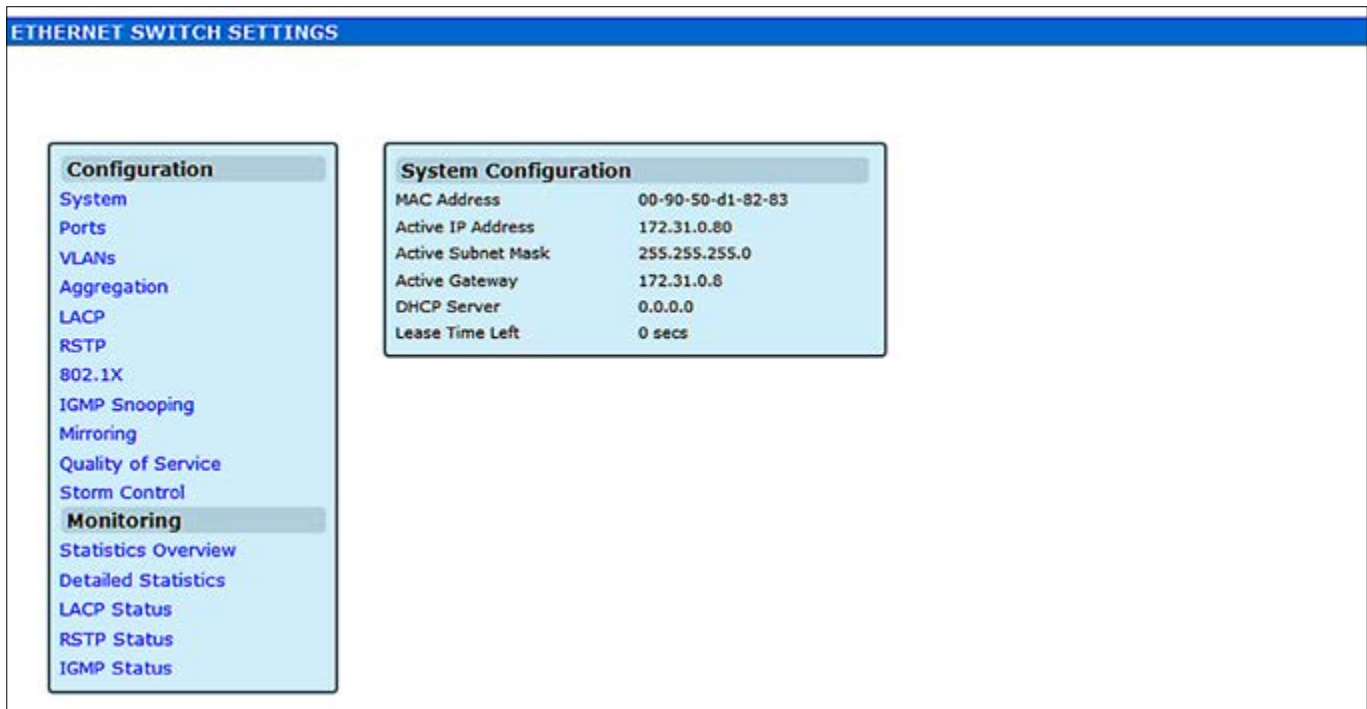 ETHERNET SWITCH SETTINGS
Configuration
System
Ports
VLANs
Aggregation
LACP
RSTP
802.1X
IGMP Snooping
Mirroring
Quality of Service
Storm Control
Monitoring
Statistics Overview
Detailed Statistics
LACP Status
RSTP Status
IGMP Status
System Configuration
MAC Address 00-90-50-d1-82-83
Active IP Address 172.31.0.80
Active Subnet Mask 255.255.255.0
Active Gateway 172.31.0.8
DHCP Server 0.0.0.0
Lease Time Left 0 secs